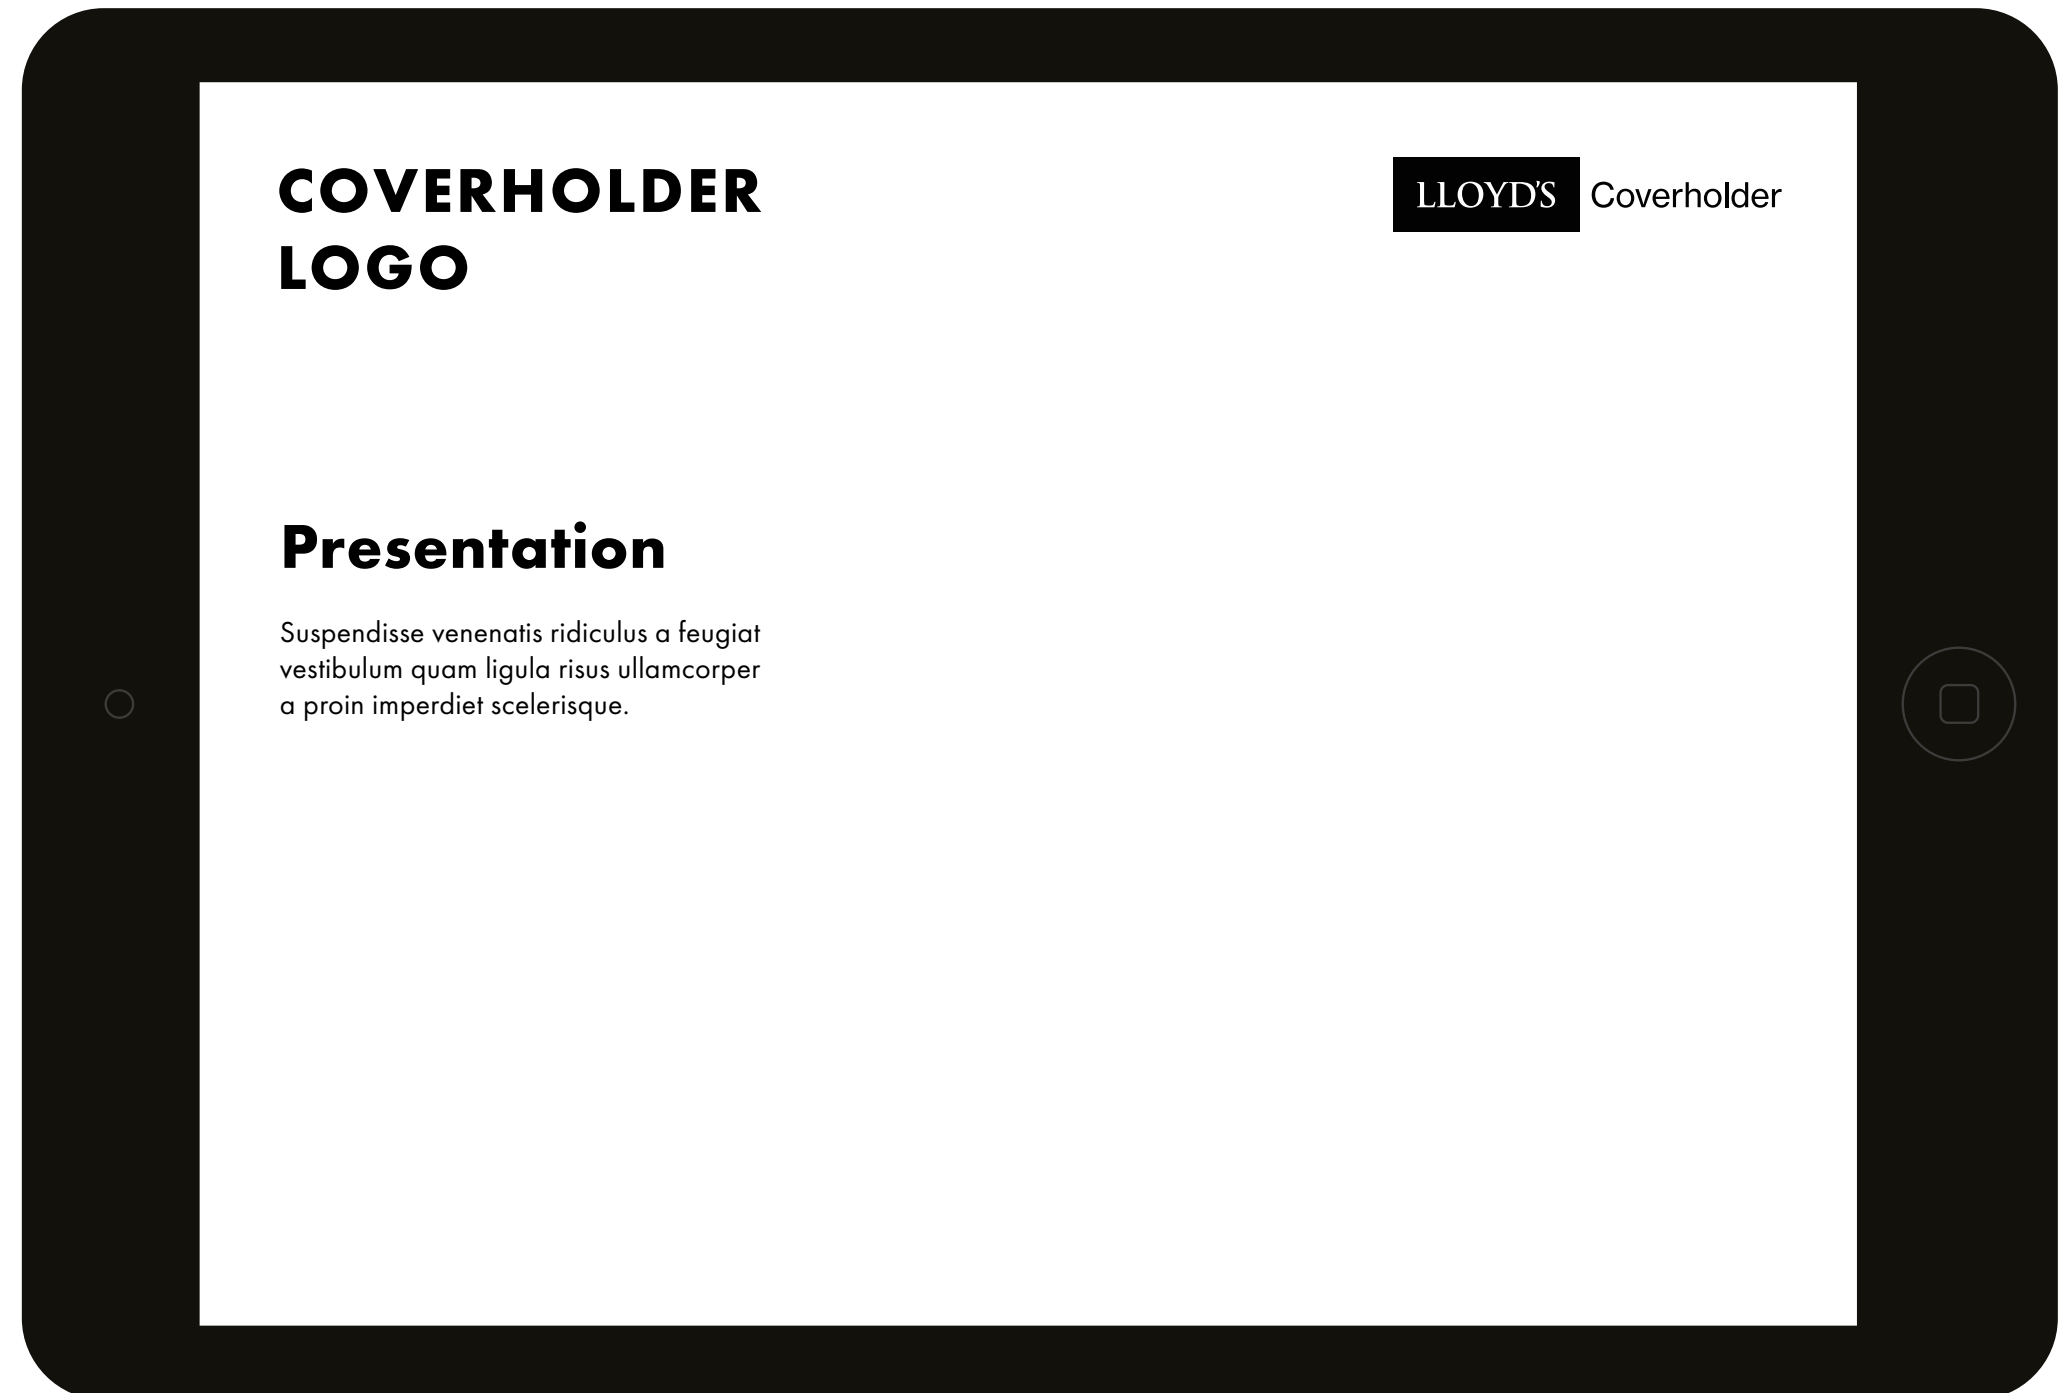 COVERHOLDER
LOGO
LLOYD'S Coverholder
Presentation
Suspendisse venenatis ridiculus a feugiat
vestibulum quam ligula risus ullamcorper
a proin imperdiet scelerisque.